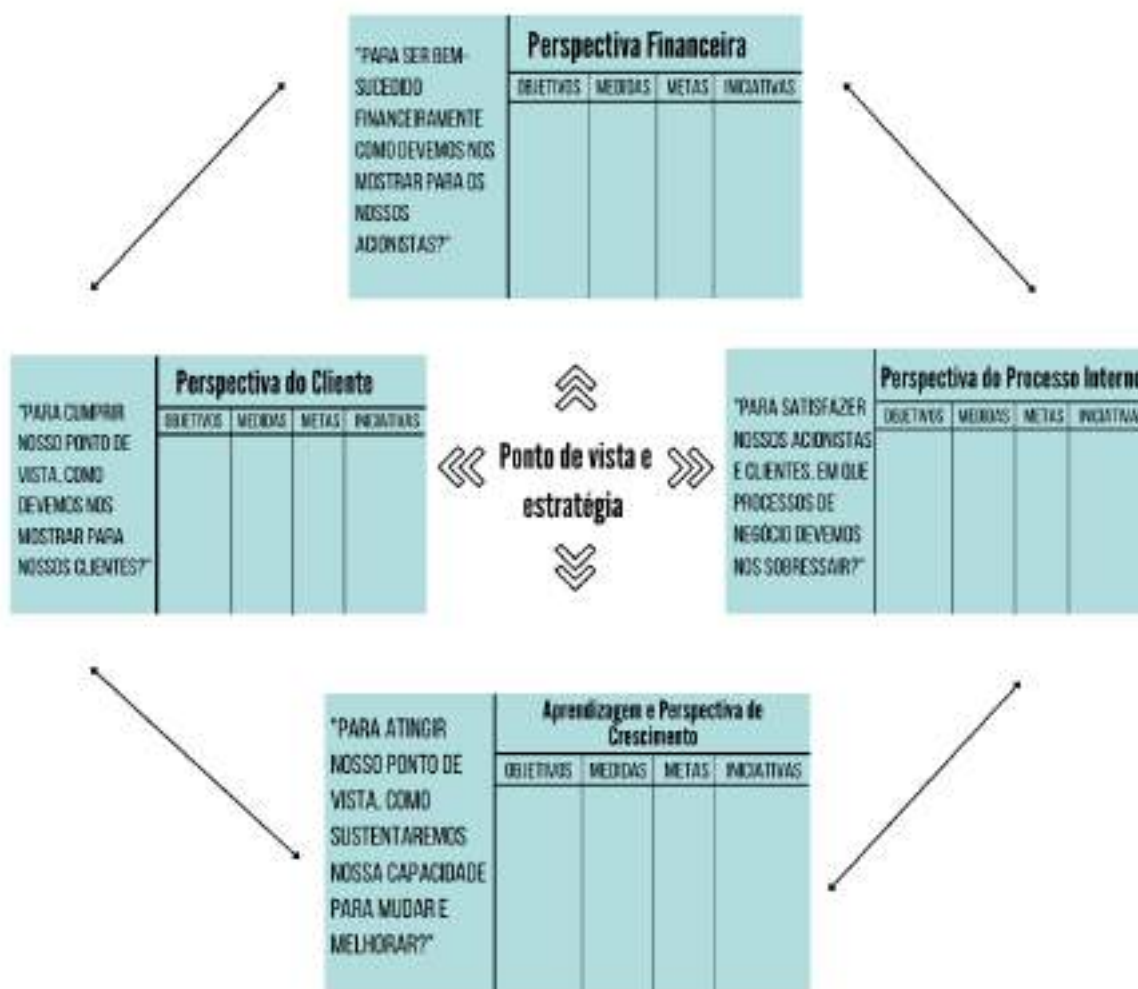 "PARA SER BEM-
SUCEDIDO
FINANCEIRAMENTE
COMO DEVEMOS NOS
MOSTRAR PARA OS
NOSSOS
ACIONISTAS?"
Perspectiva Financeira
OBJETIVOS MEDIDAS METAS INICIATIVAS
"PARA CUMPRIR
NOSSO PONTO DE
VISTA, COMO
DEVEMOS NOS
MOSTRAR PARA
NOSSOS CLIENTES?"
Perspectiva do Cliente
OBJETIVOS MEDIDAS METAS INICIATIVAS
Ponto de vista e
estratégia
"PARA SATISFAZER
NOSSOS ACIONISTAS
E CLIENTES, EM QUE
PROCESSOS DE
NEGÓCIO DEVEMOS
NOS SOBRESSAIR?"
Perspectiva do Processo Interno
OBJETIVOS MEDIDAS METAS INICIATIVA
"PARA ATINGIR
NOSSO PONTO DE
VISTA, COMO
SUSTENTAREMOS
NOSSA CAPACIDADE
PARA MUDAR E
MELHORAR?"
Aprendizagem e Perspectiva de
Crescimento
OBJETIVOS MEDIDAS METAS INICIATIVAS